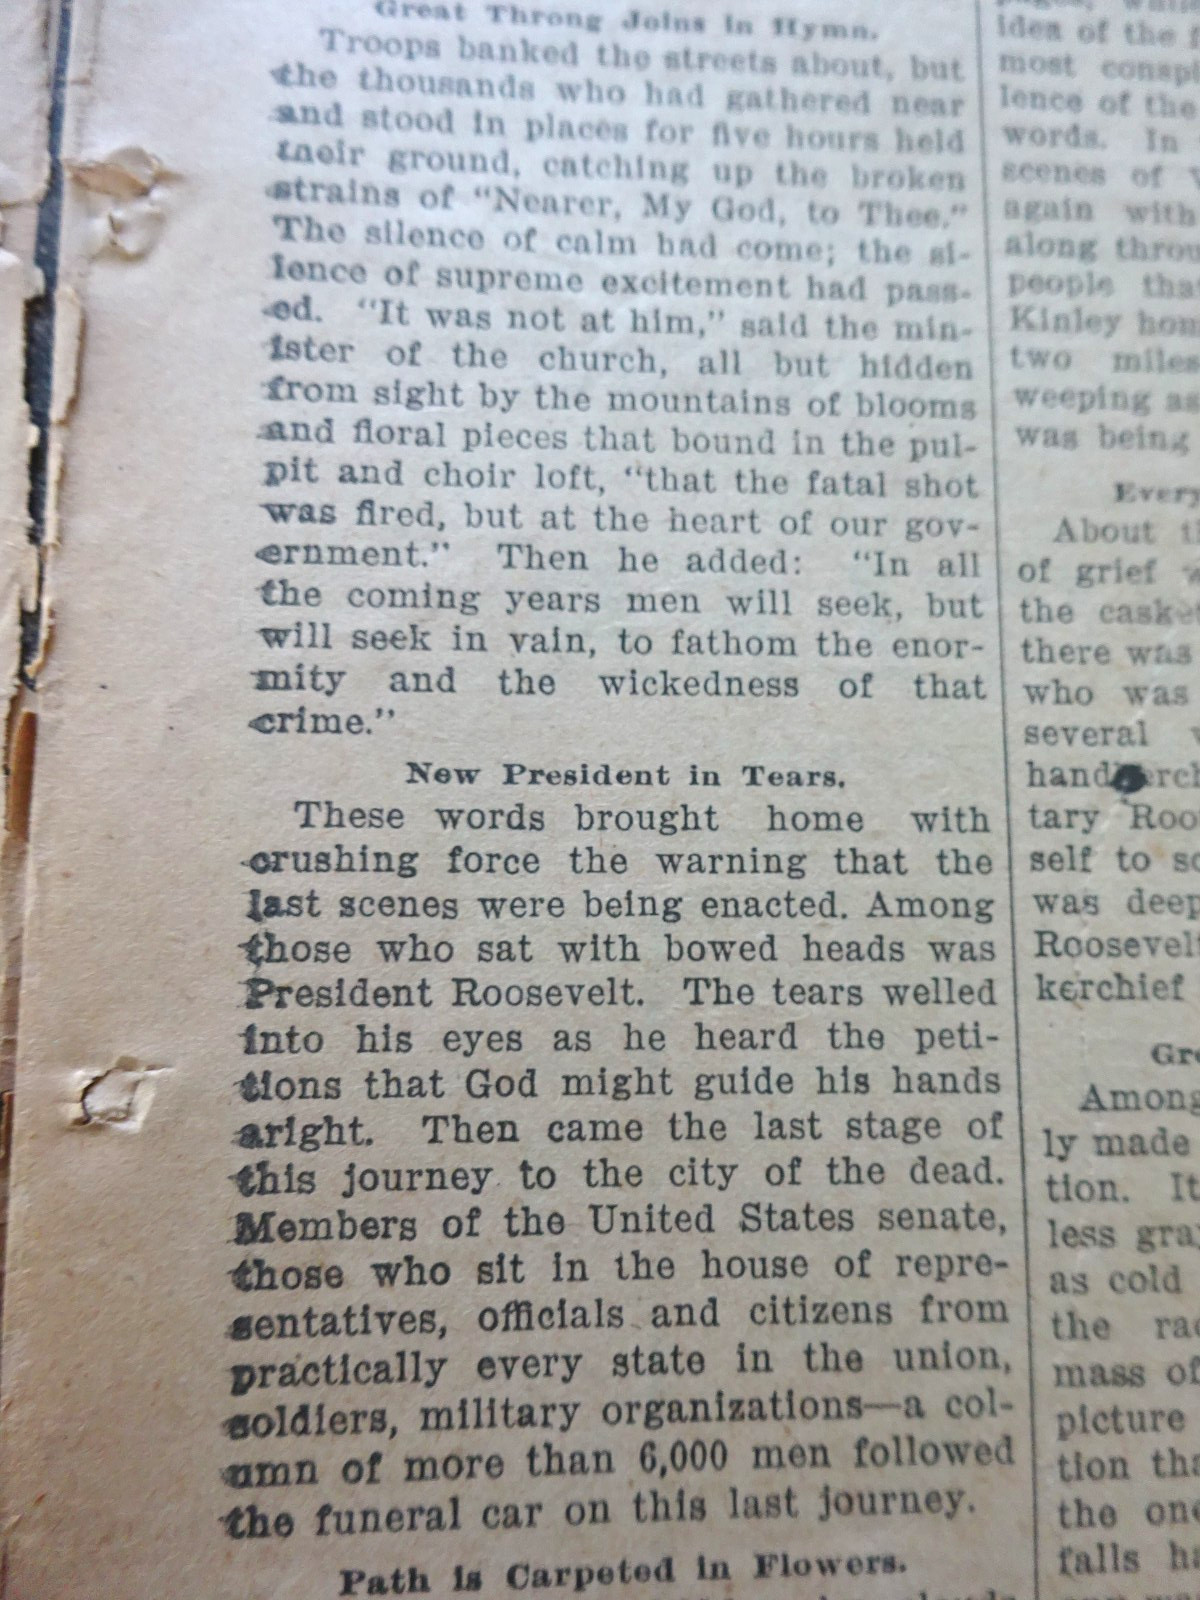 Great Throng Joins in Hymn.
Troops banked the streets about, but
the thousands who had gathered near
and stood in places for five hours held
their ground, catching up the broken
strains of "Nearer, My God, to Thee."
The silence of calm had come; the si-
lence of supreme excitement had pass-
ed. "It was not at him," said the min-
ister of the church, all but hidden
from sight by the mountains of blooms
and floral pieces that bound in the pul-
pit and choir loft, "that the fatal shot
was fired, but at the heart of our gov-
ernment." Then he added: "In all
the coming years men will seek, but
will seek in vain, to fathom the enor-
mity and the wickedness of that
crime."
New President in Tears.
These words brought home with
crushing force the warning that the
last scenes were being enacted. Among
those who sat with bowed heads was
President Roosevelt. The tears welled
into his eyes as he heard the peti-
tions that God might guide his hands
aright. Then came the last stage of
this journey to the city of the dead.
Members of the United States senate,
those who sit in the house of repre-
sentatives, officials and citizens from
practically every state in the union,
soldiers, military organizations—a col-
umn of more than 6,000 men followed
the funeral car on this last journey.
Path is Carpeted in Flowers.
idea of the
most
lence of the
words. In
scenes of
again with
along
people
Kinley
two miles
weeping as
was being
Every
About
of grief
the
there was
who was
several
tary
self to
was
Roosevelt
kerchief
Among
ly made
tion. It
less
as cold
the
mass of
picture
tion
the
falls